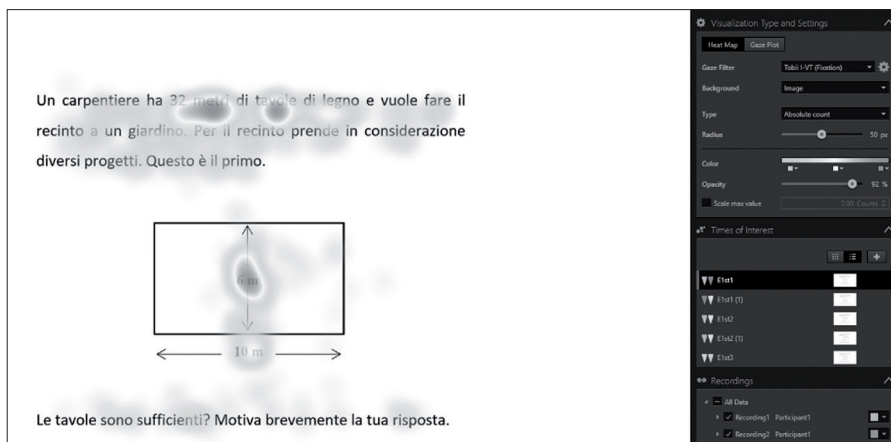 Un carpentiere ha 32 metri di tavole di legno e vuole fare il
recinto a un giardino. Per il recinto prende in considerazione
diversi progetti. Questo è il primo.
6 m
10 m
Le tavole sono sufficienti? Motiva brevemente la tua risposta.
Visualization Type and Settings
Heat Map Gaze Plot
Gaze Filter Tobii I-VT (Fixation)
Background Image
Type Absolute count
Radius 50 px
Color
Opacity 92 %
Scale max value 3.00 Counts
Times of Interest
E1st1
E1st1 (1)
E1st2
E1st2 (1)
E1st3
Recordings
All Data
Recording1 Participant1
Recording2 Participant1